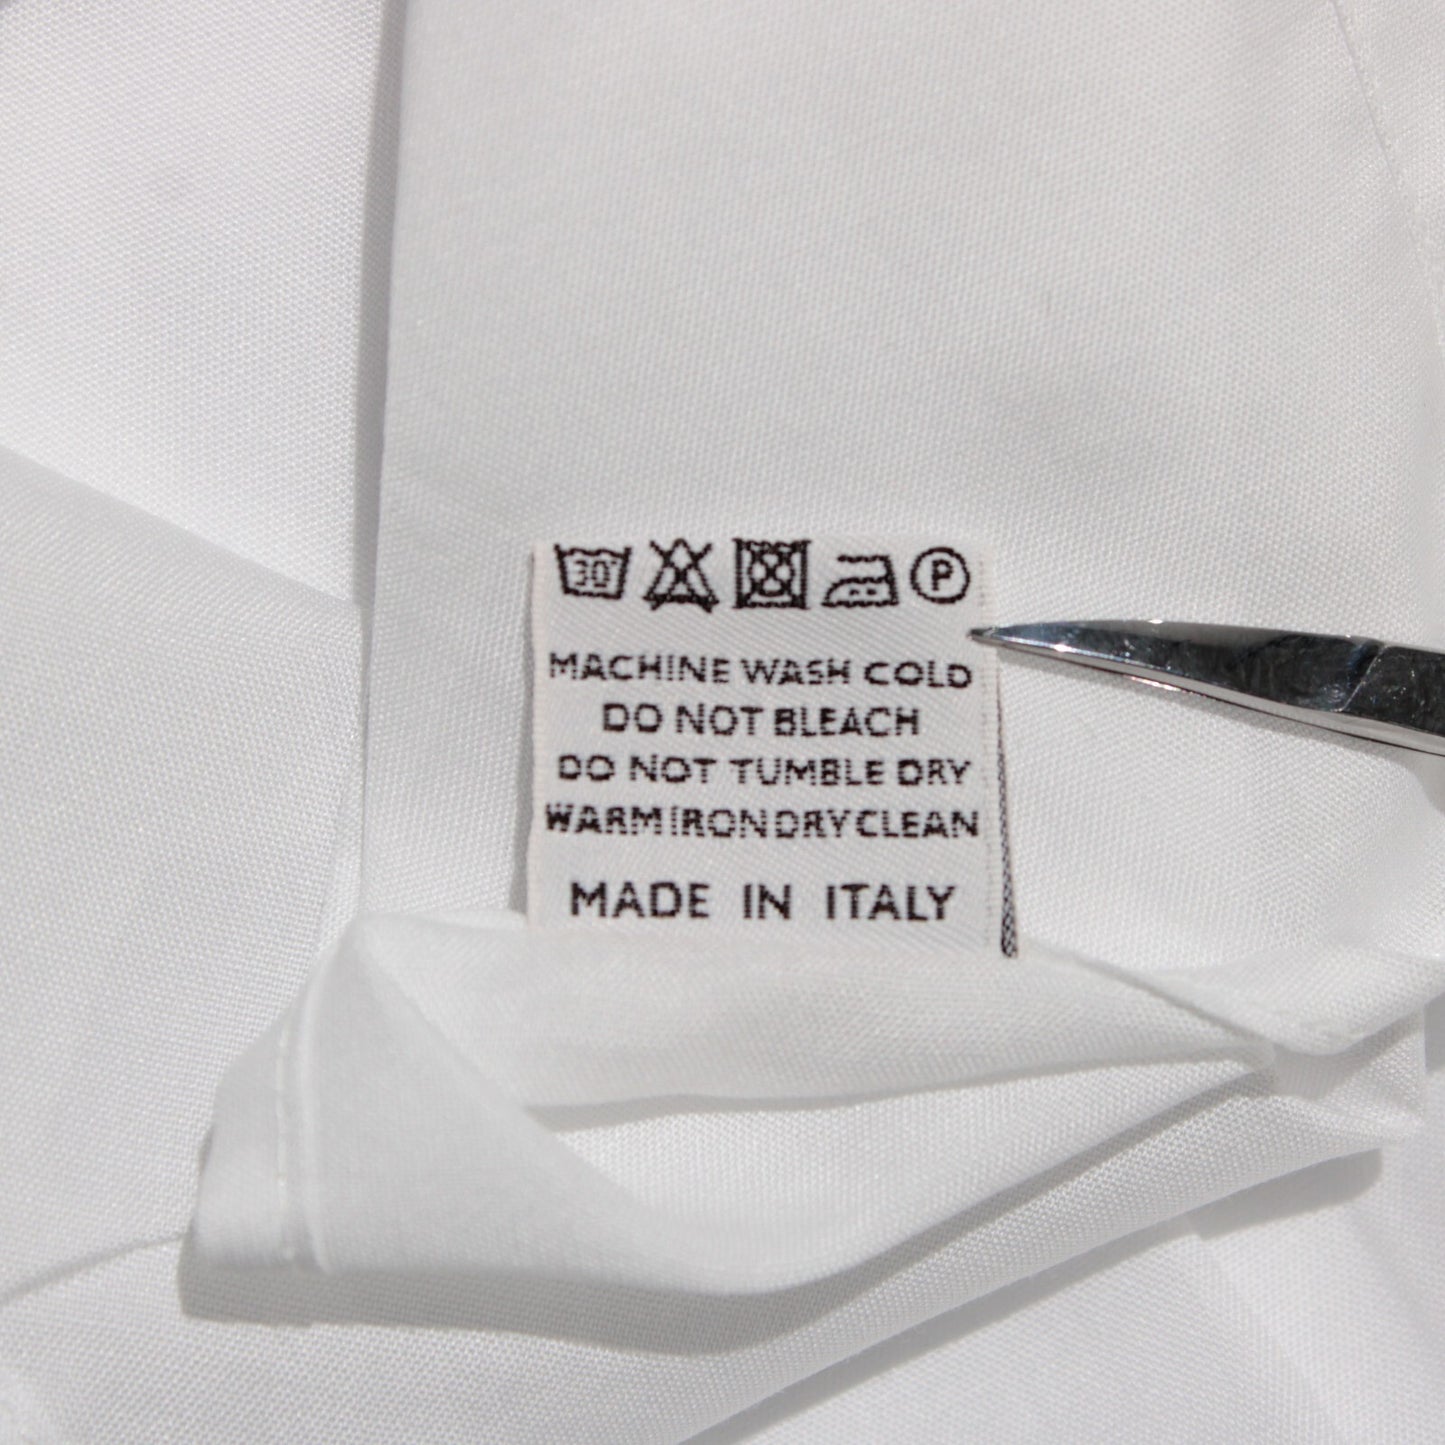 30°
P
MACHINE WASH COLD
DO NOT BLEACH
DO NOT TUMBLE DRY
WARM IRON DRY CLEAN
MADE IN ITALY